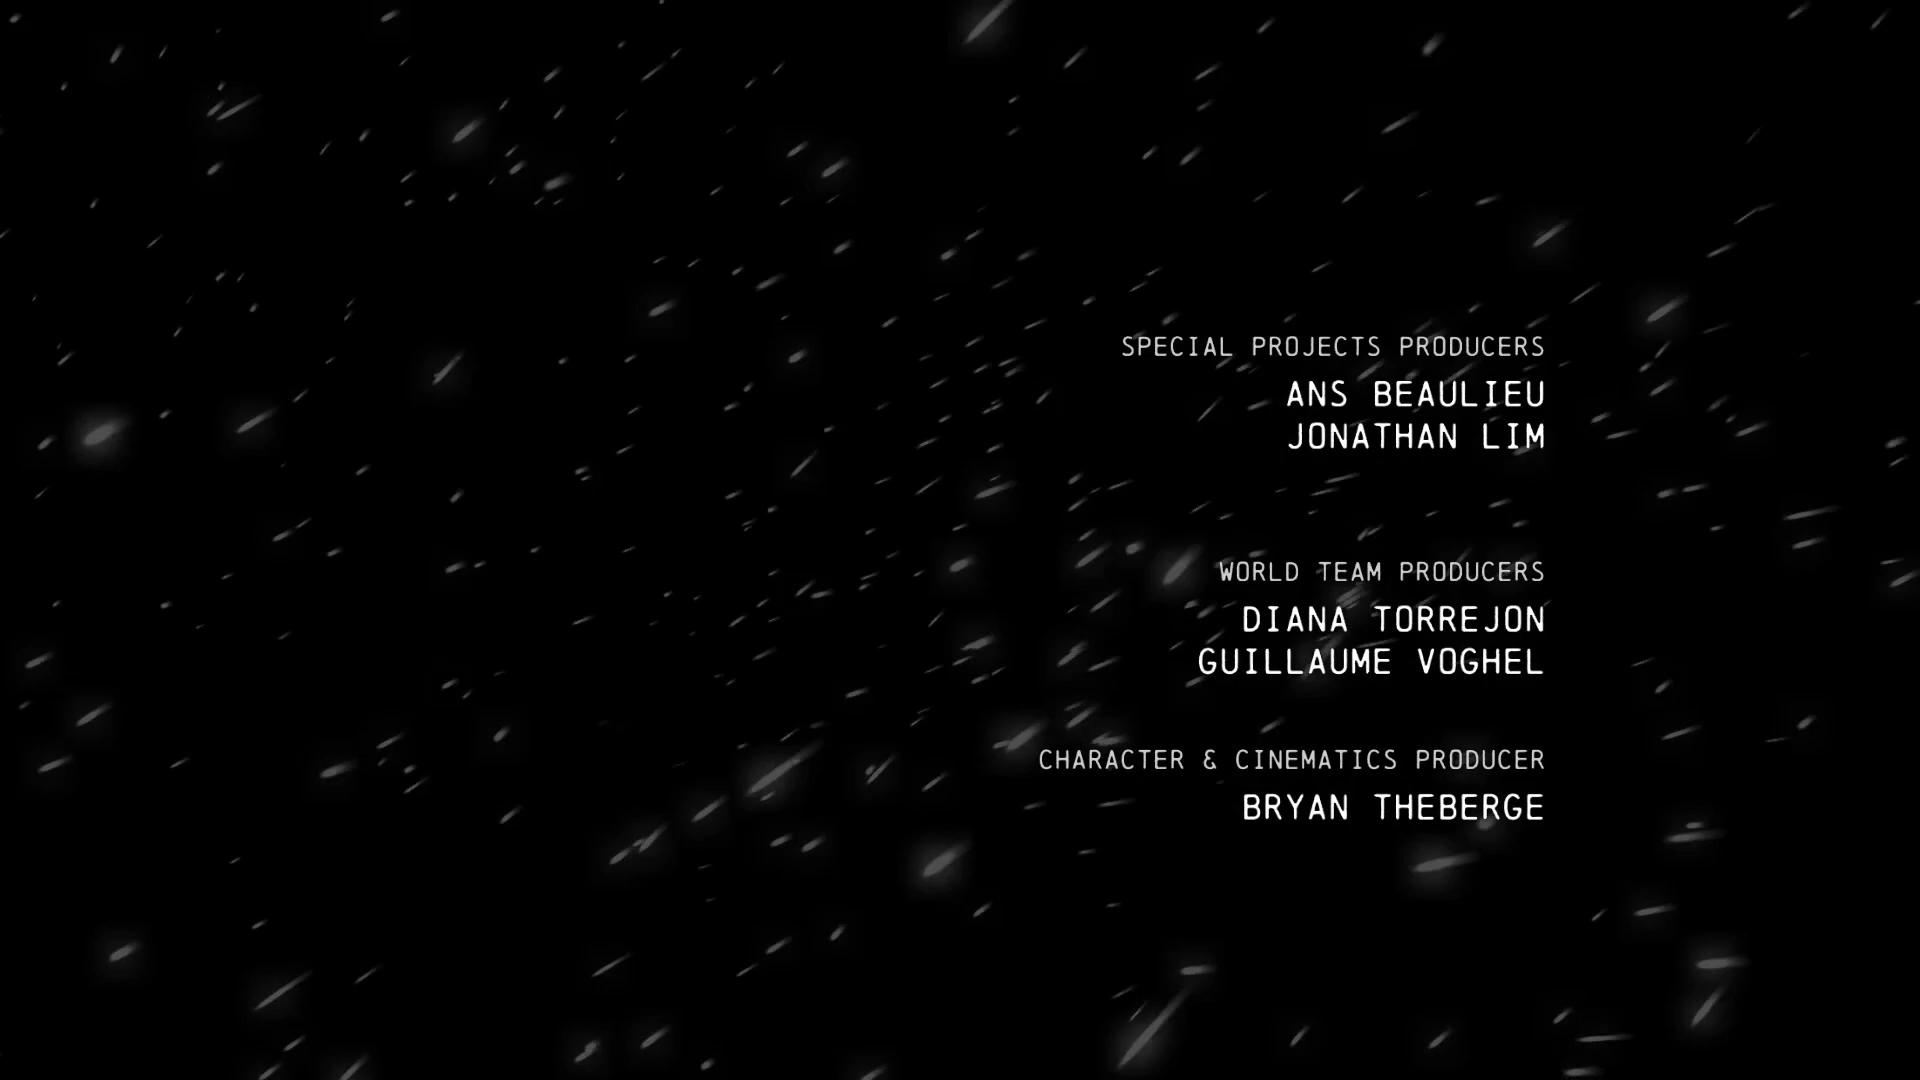 SPECIAL PROJECTS PRODUCERS
ANS BEAULIEU
JONATHAN LIM
WORLD TEAM PRODUCERS
DIANA TORREJON
GUILLAUME VOGHEL
CHARACTER & CINEMATICS PRODUCER
BRYAN THEBERGE